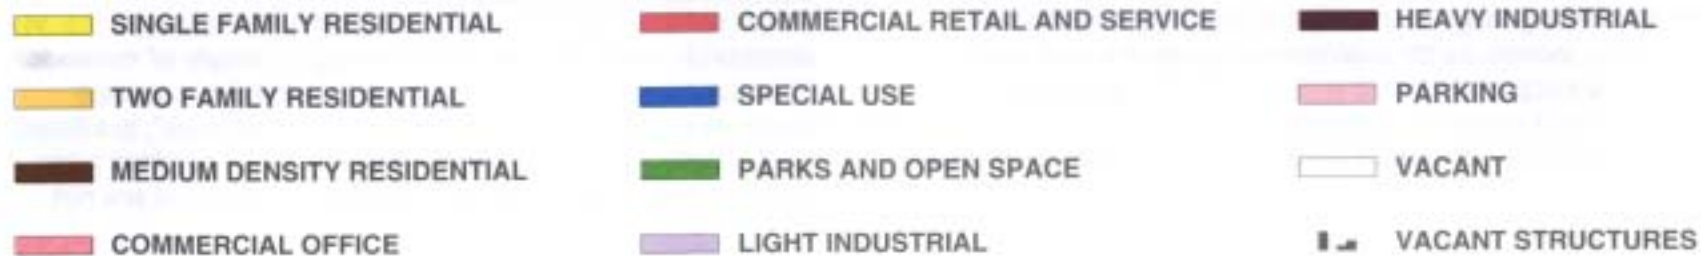 SINGLE FAMILY RESIDENTIAL
TWO FAMILY RESIDENTIAL
MEDIUM DENSITY RESIDENTIAL
COMMERCIAL OFFICE
COMMERCIAL RETAIL AND SERVICE
SPECIAL USE
PARKS AND OPEN SPACE
LIGHT INDUSTRIAL
HEAVY INDUSTRIAL
PARKING
VACANT
VACANT STRUCTURES